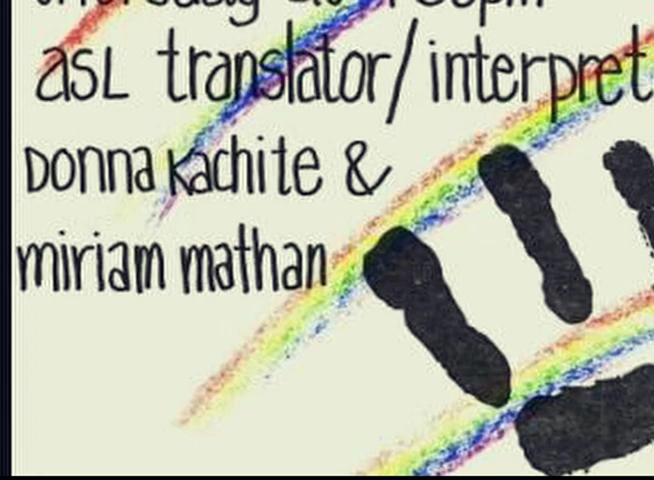 asL translator/interpret
Donna Kachite &
miriam mathan